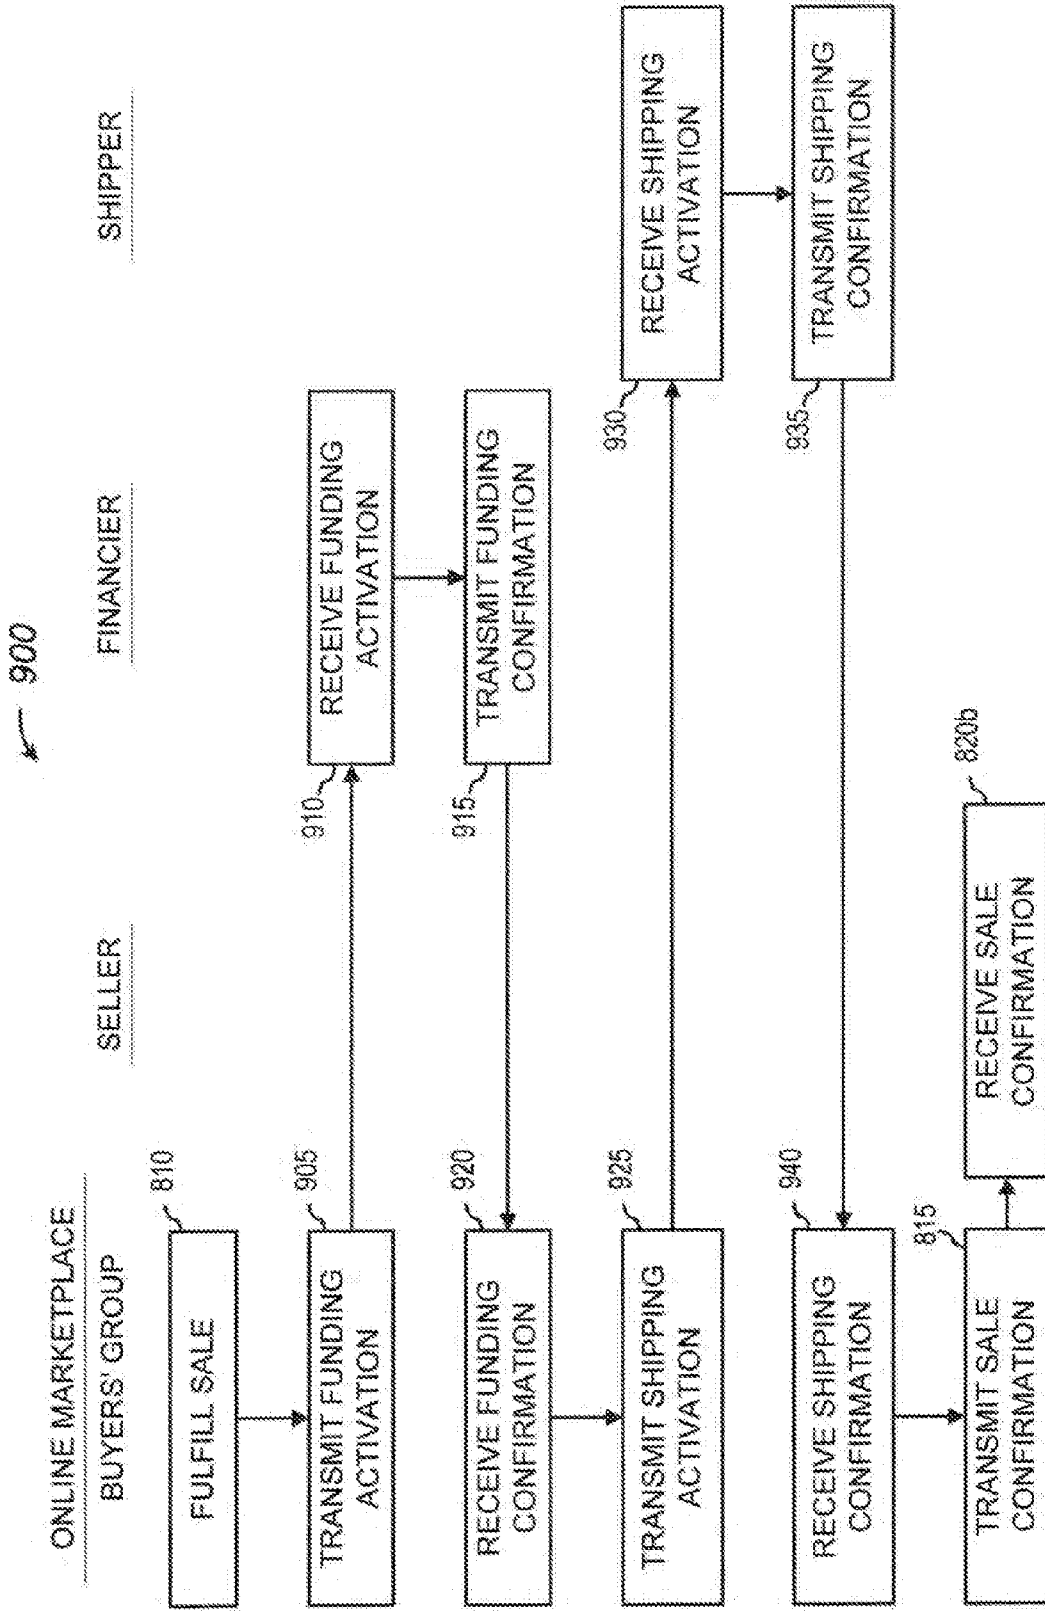 900
ONLINE MARKETPLACE
BUYERS' GROUP
SELLER
FINANCIER
SHIPPER
810
FULFILL SALE
905
TRANSMIT FUNDING
ACTIVATION
910
RECEIVE FUNDING
ACTIVATION
915
TRANSMIT FUNDING
CONFIRMATION
920
RECEIVE FUNDING
CONFIRMATION
925
TRANSMIT SHIPPING
ACTIVATION
930
RECEIVE SHIPPING
ACTIVATION
935
TRANSMIT SHIPPING
CONFIRMATION
940
RECEIVE SHIPPING
CONFIRMATION
815
TRANSMIT SALE
CONFIRMATION
820b
RECEIVE SALE
CONFIRMATION